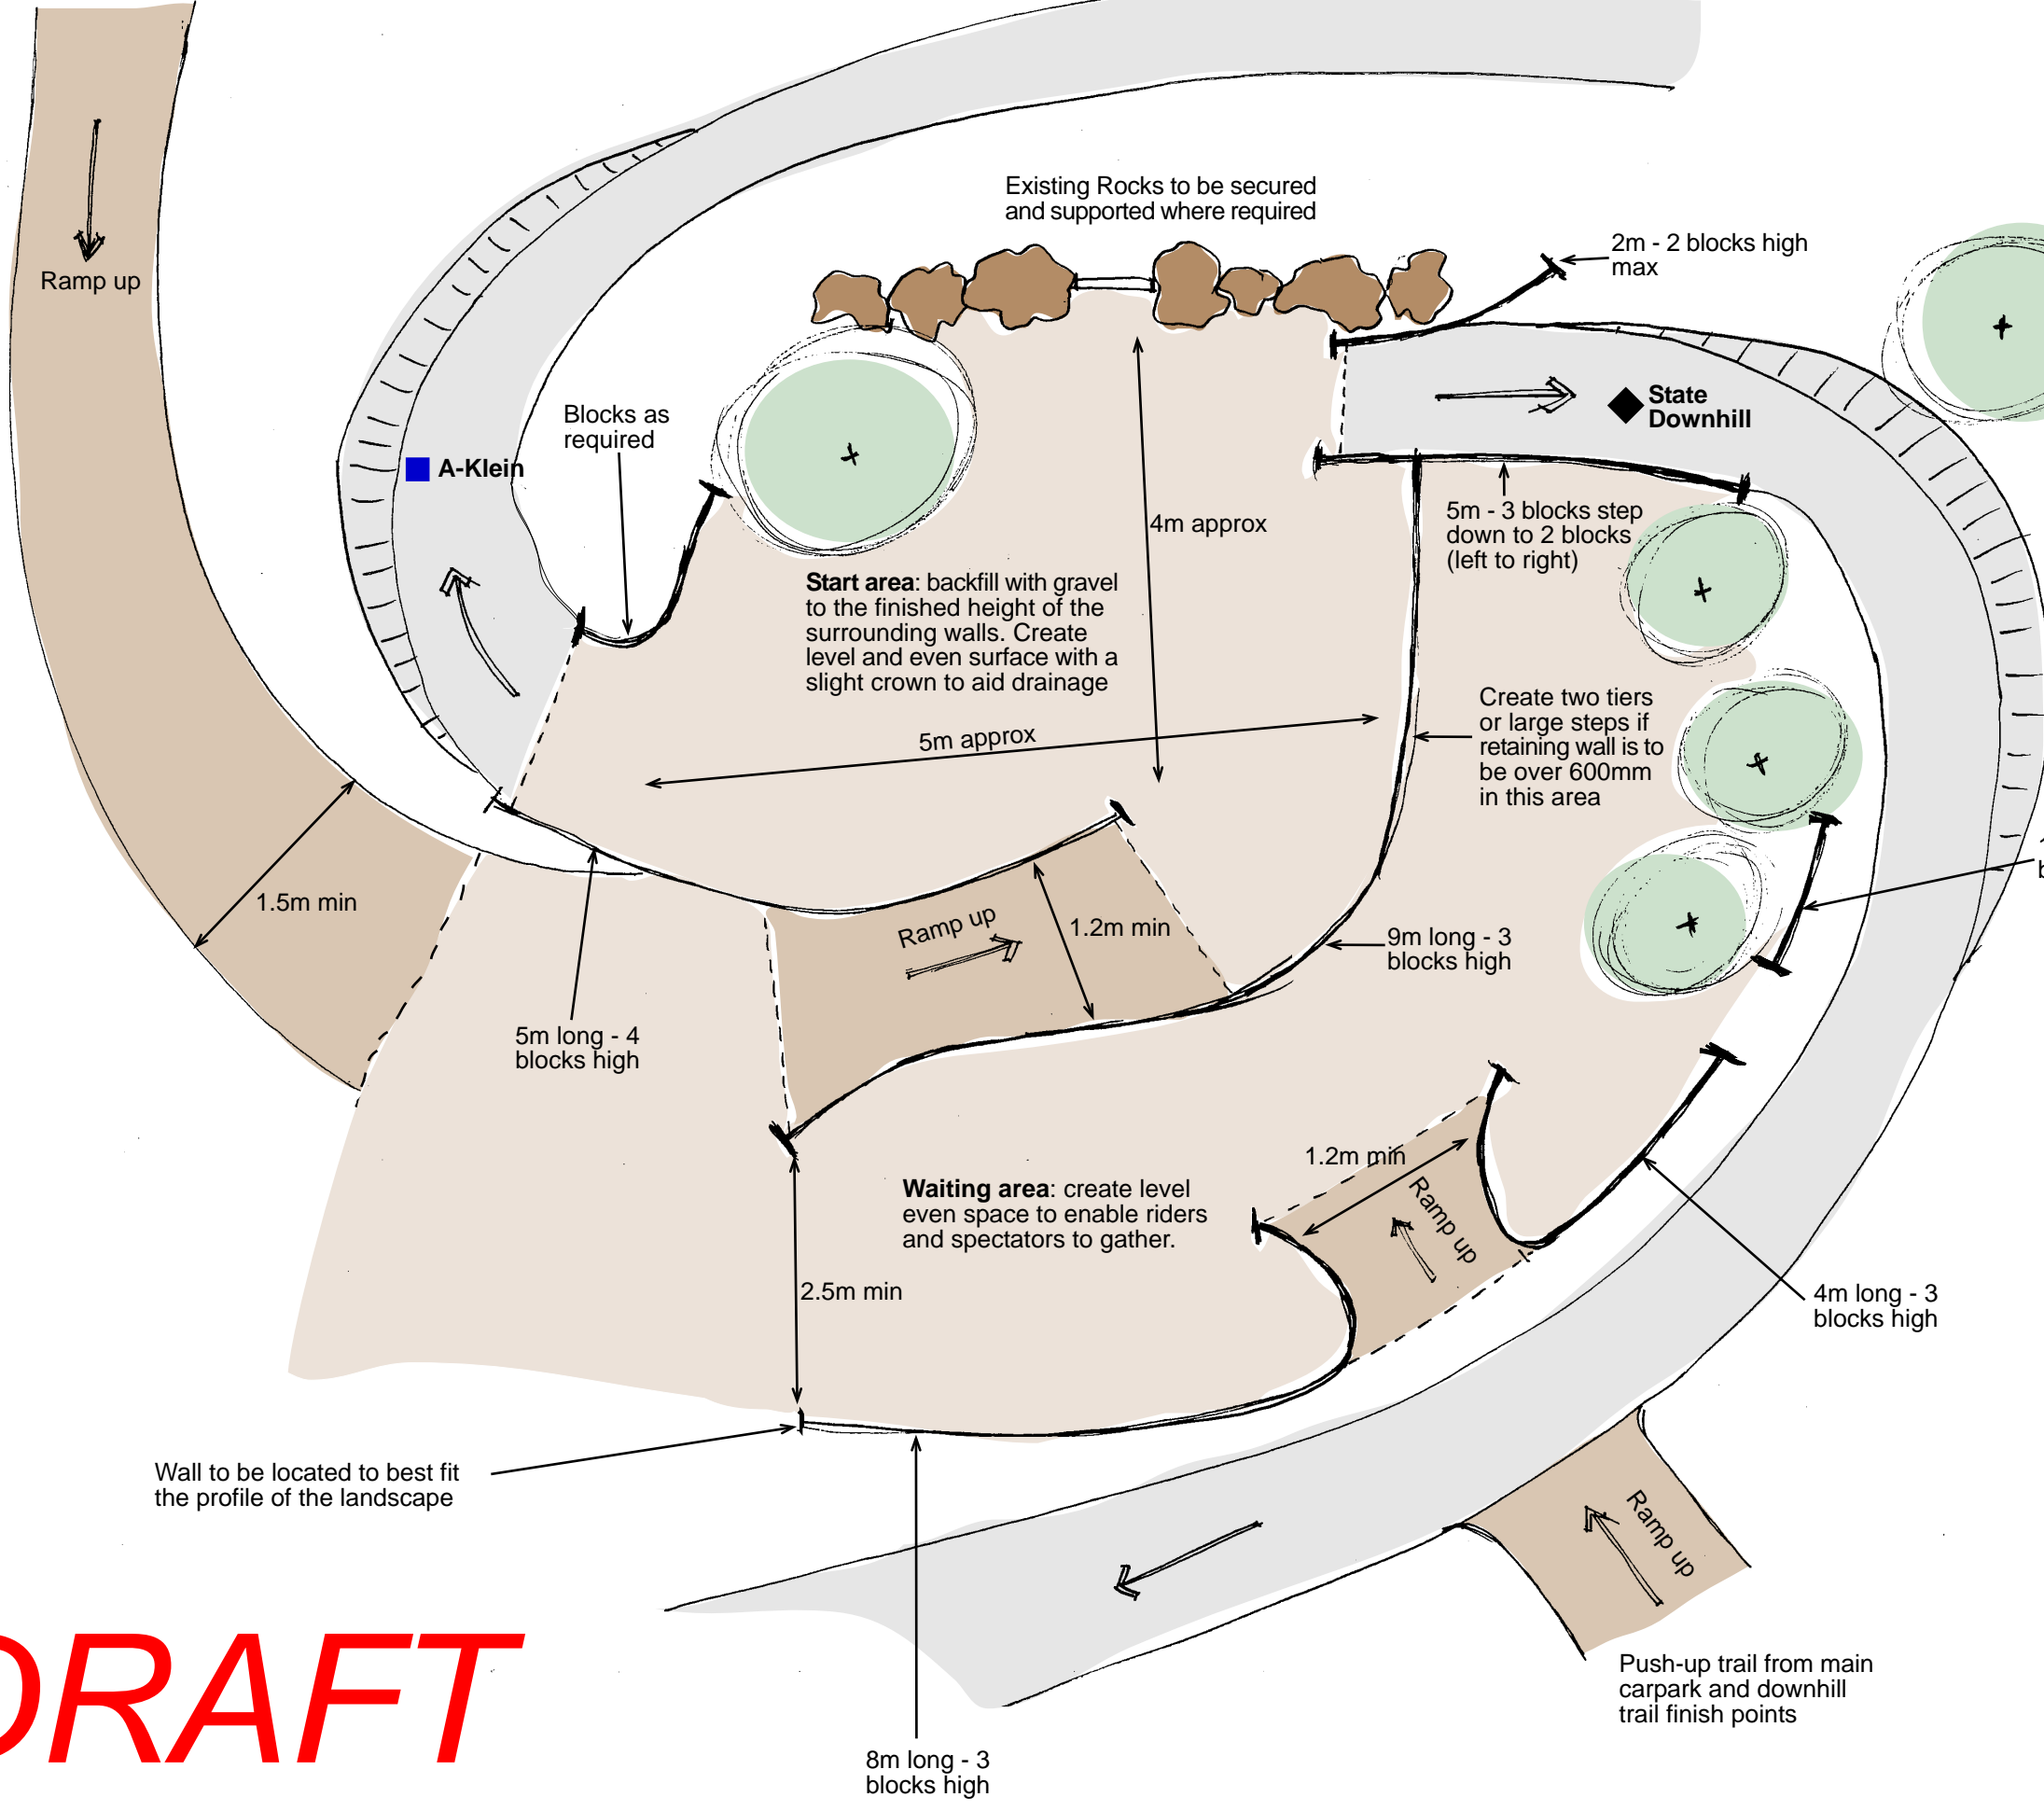 Existing Rocks to be secured
and supported where required
2m - 2 blocks high
max
Ramp up
State
Downhill
Blocks as
required
A-Klein
4m approx
5m - 3 blocks step
down to 2 blocks
(left to right)
Start area: backfill with gravel
to the finished height of the
surrounding walls. Create
level and even surface with a
slight crown to aid drainage
Create two tiers
or large steps if
retaining wall is to
be over 600mm
in this area
5m approx
1.5m min
Ramp up
1.2m min
9m long - 3
blocks high
5m long - 4
blocks high
1.2m min
Ramp up
Waiting area: create level
even space to enable riders
and spectators to gather.
2.5m min
4m long - 3
blocks high
Wall to be located to best fit
the profile of the landscape
Ramp up
DRAFT
Push-up trail from main
carpark and downhill
trail finish points
8m long - 3
blocks high